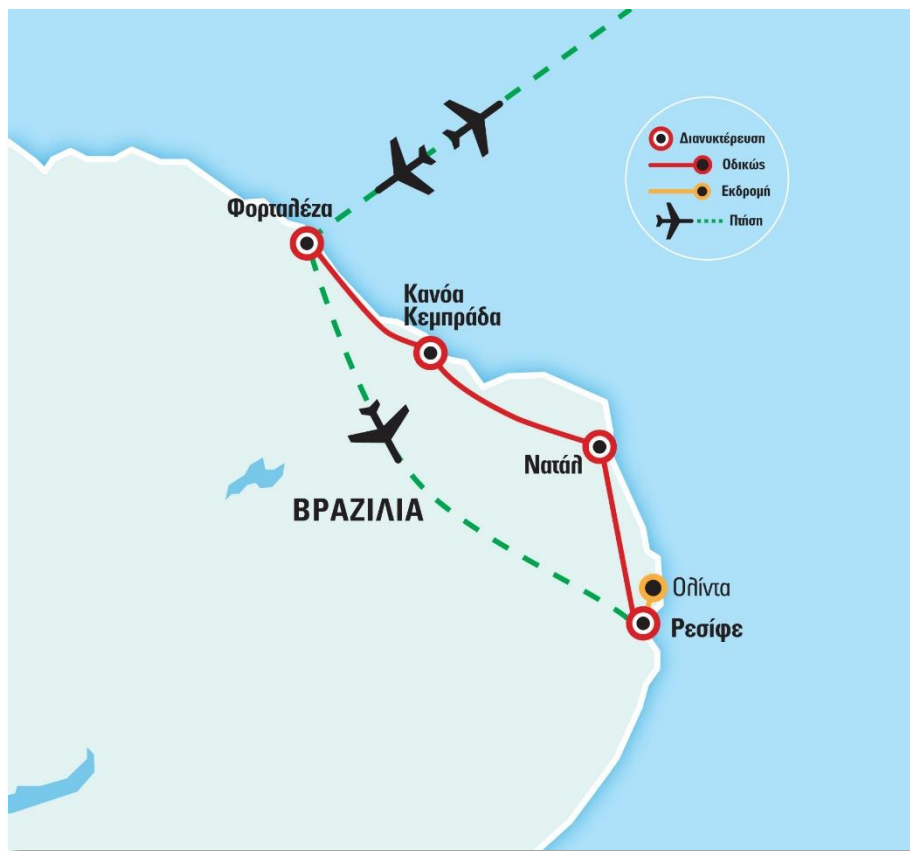 Διανυκτέρευση
Οδικώς
Εκδρομή
Πτήση
Φορταλέζα
Κανόα
Κεμπράδα
Νατάλ
ΒΡΑΖΙΛΙΑ
Ολίντα
Ρεσίφε